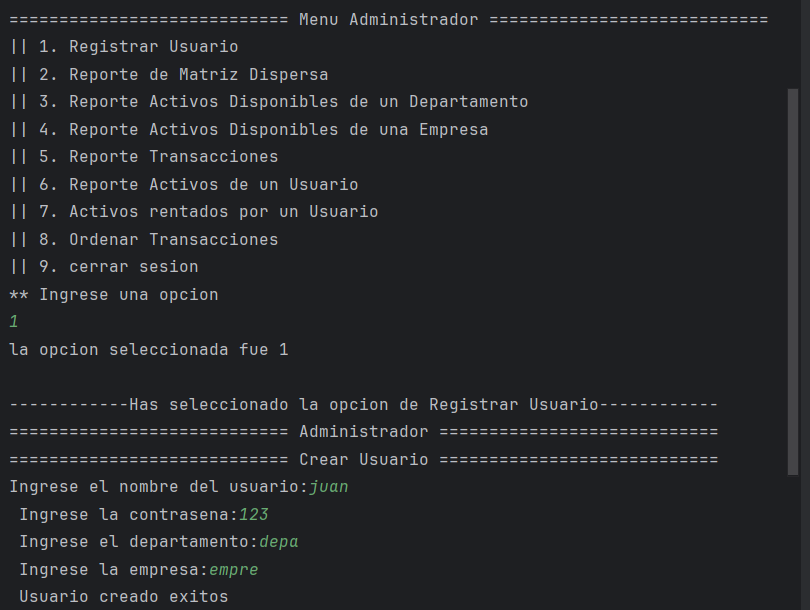 ============================ Menu Administrador ============================
|| 1. Registrar Usuario
|| 2. Reporte de Matriz Dispersa
|| 3. Reporte Activos Disponibles de un Departamento
|| 4. Reporte Activos Disponibles de una Empresa
|| 5. Reporte Transacciones
|| 6. Reporte Activos de un Usuario
|| 7. Activos rentados por un Usuario
|| 8. Ordenar Transacciones
|| 9. cerrar sesion
** Ingrese una opcion
1
la opcion seleccionada fue 1

------------Has seleccionado la opcion de Registrar Usuario------------
============================ Administrador ============================
============================ Crear Usuario ============================
Ingrese el nombre del usuario:juan
 Ingrese la contrasena:123
 Ingrese el departamento:depa
 Ingrese la empresa:empre
 Usuario creado exitos